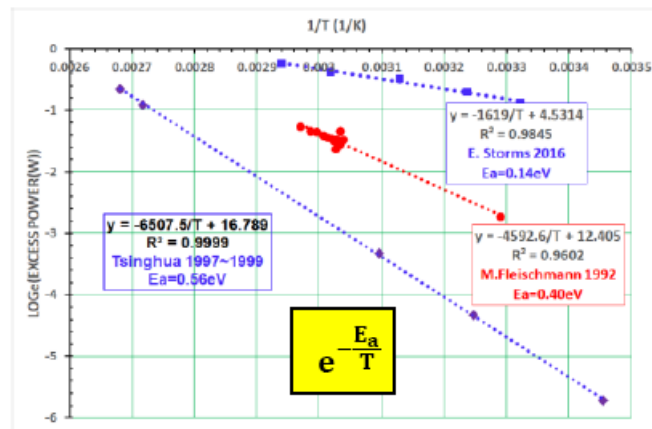 1/T (1/K)
0.0026 0.0027 0.0028 0.0029 0.0031 0.0032 0.0033 0.0034 0.0035
0
-1
-2
-3
-4
-5
-6
LOGe(EXCESS POWER(W))
y = -1619/T + 4.5314
R² = 0.9845
E. Storms 2016
Ea=0.14eV
y = -6507.5/T + 16.789
R² = 0.9999
Tsinghua 1997~1999
Ea=0.56eV
y = -4592.6/T + 12.405
R² = 0.9602
M.Fleischmann 1992
Ea=0.40eV
e^-Ea/T